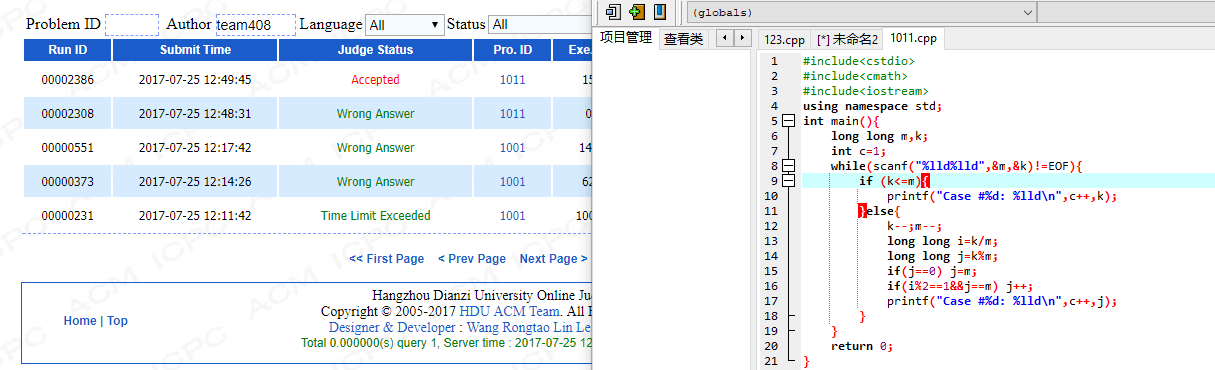 Problem ID Author team408 Language All Status All
Run ID Submit Time Judge Status Pro. ID Exe.
00002386 2017-07-25 12:49:45 Accepted 1011 15
00002308 2017-07-25 12:48:31 Wrong Answer 1011 0
00000551 2017-07-25 12:17:42 Wrong Answer 1001 14
00000373 2017-07-25 12:14:26 Wrong Answer 1001 62
00000231 2017-07-25 12:11:42 Time Limit Exceeded 1001 100
<< First Page < Prev Page Next Page >
Home | Top
Hangzhou Dianzi University Online Ju
Copyright © 2005-2017 HDU ACM Team. All
Designer & Developer : Wang Rongtao Lin Le
Total 0.000000(s) query 1, Server time : 2017-07-25 12
ACM ICPC
(globals)
项目管理 查看类
123.cpp [*] 未命名2 1011.cpp
1 #include<cstdio>
2 #include<cmath>
3 #include<iostream>
4 using namespace std;
5 int main(){
6 long long m,k;
7 int c=1;
8 while(scanf("%lld%lld",&m,&k)!=EOF){
9 if (k<=m){
10 printf("Case #%d: %lld\n",c++,k);
11 }else{
12 k--;m--;
13 long long i=k/m;
14 long long j=k%m;
15 if(j==0) j=m;
16 if(i%2==1&&j==m) j++;
17 printf("Case #%d: %lld\n",c++,j);
18 }
19 }
20 return 0;
21 }